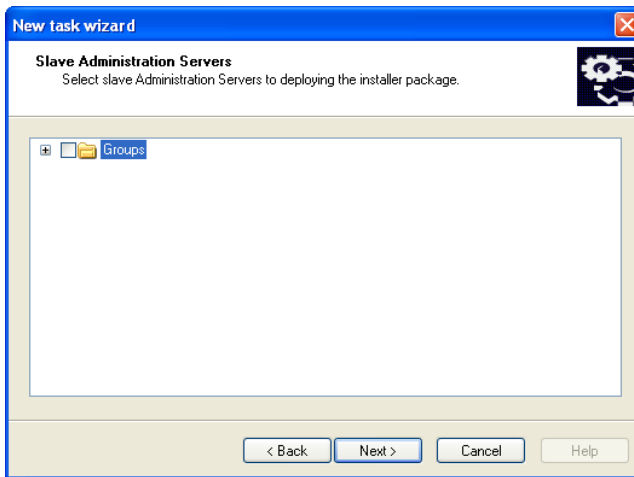 New task wizard
Slave Administration Servers
Select slave Administration Servers to deploying the installer package.
Groups
< Back
Next >
Cancel
Help